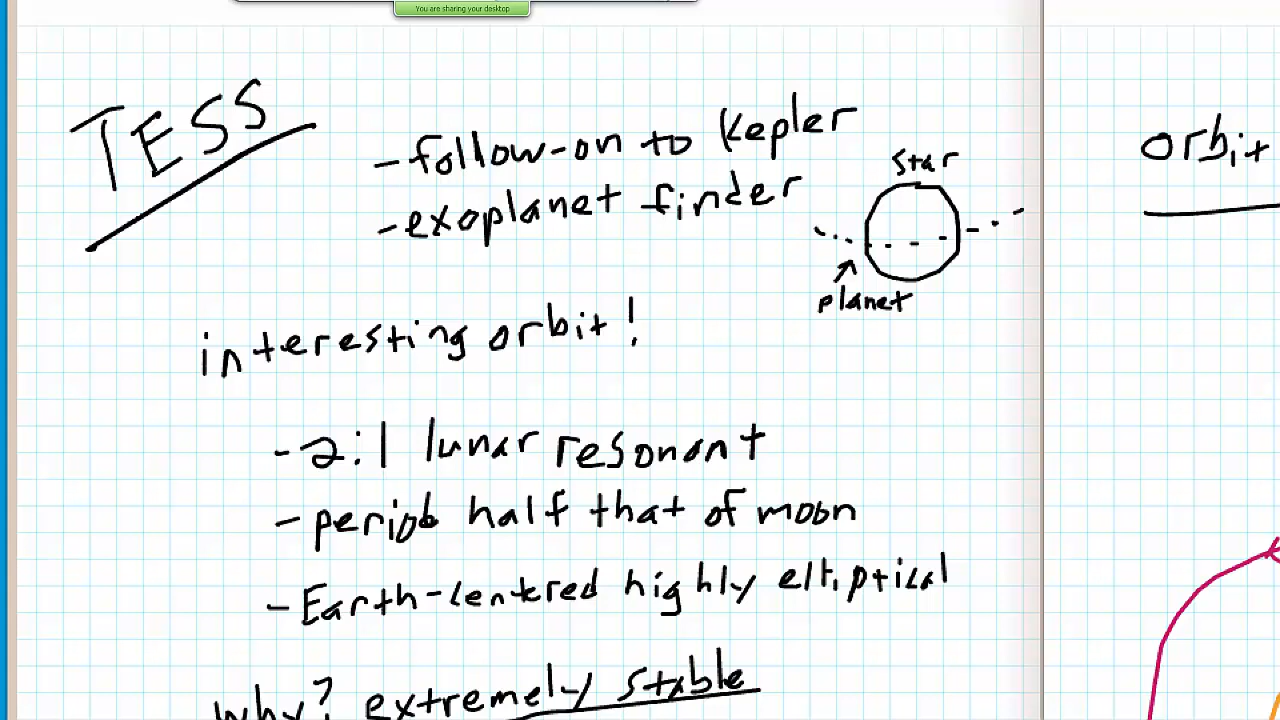 You are sharing your desktop
TESS
-follow-on to Kepler
-exoplanet finder
star
planet
orbit
interesting orbit!
-2:1 lunar resonant
-period half that of moon
-Earth-centered highly elliptical
Why? extremely stable